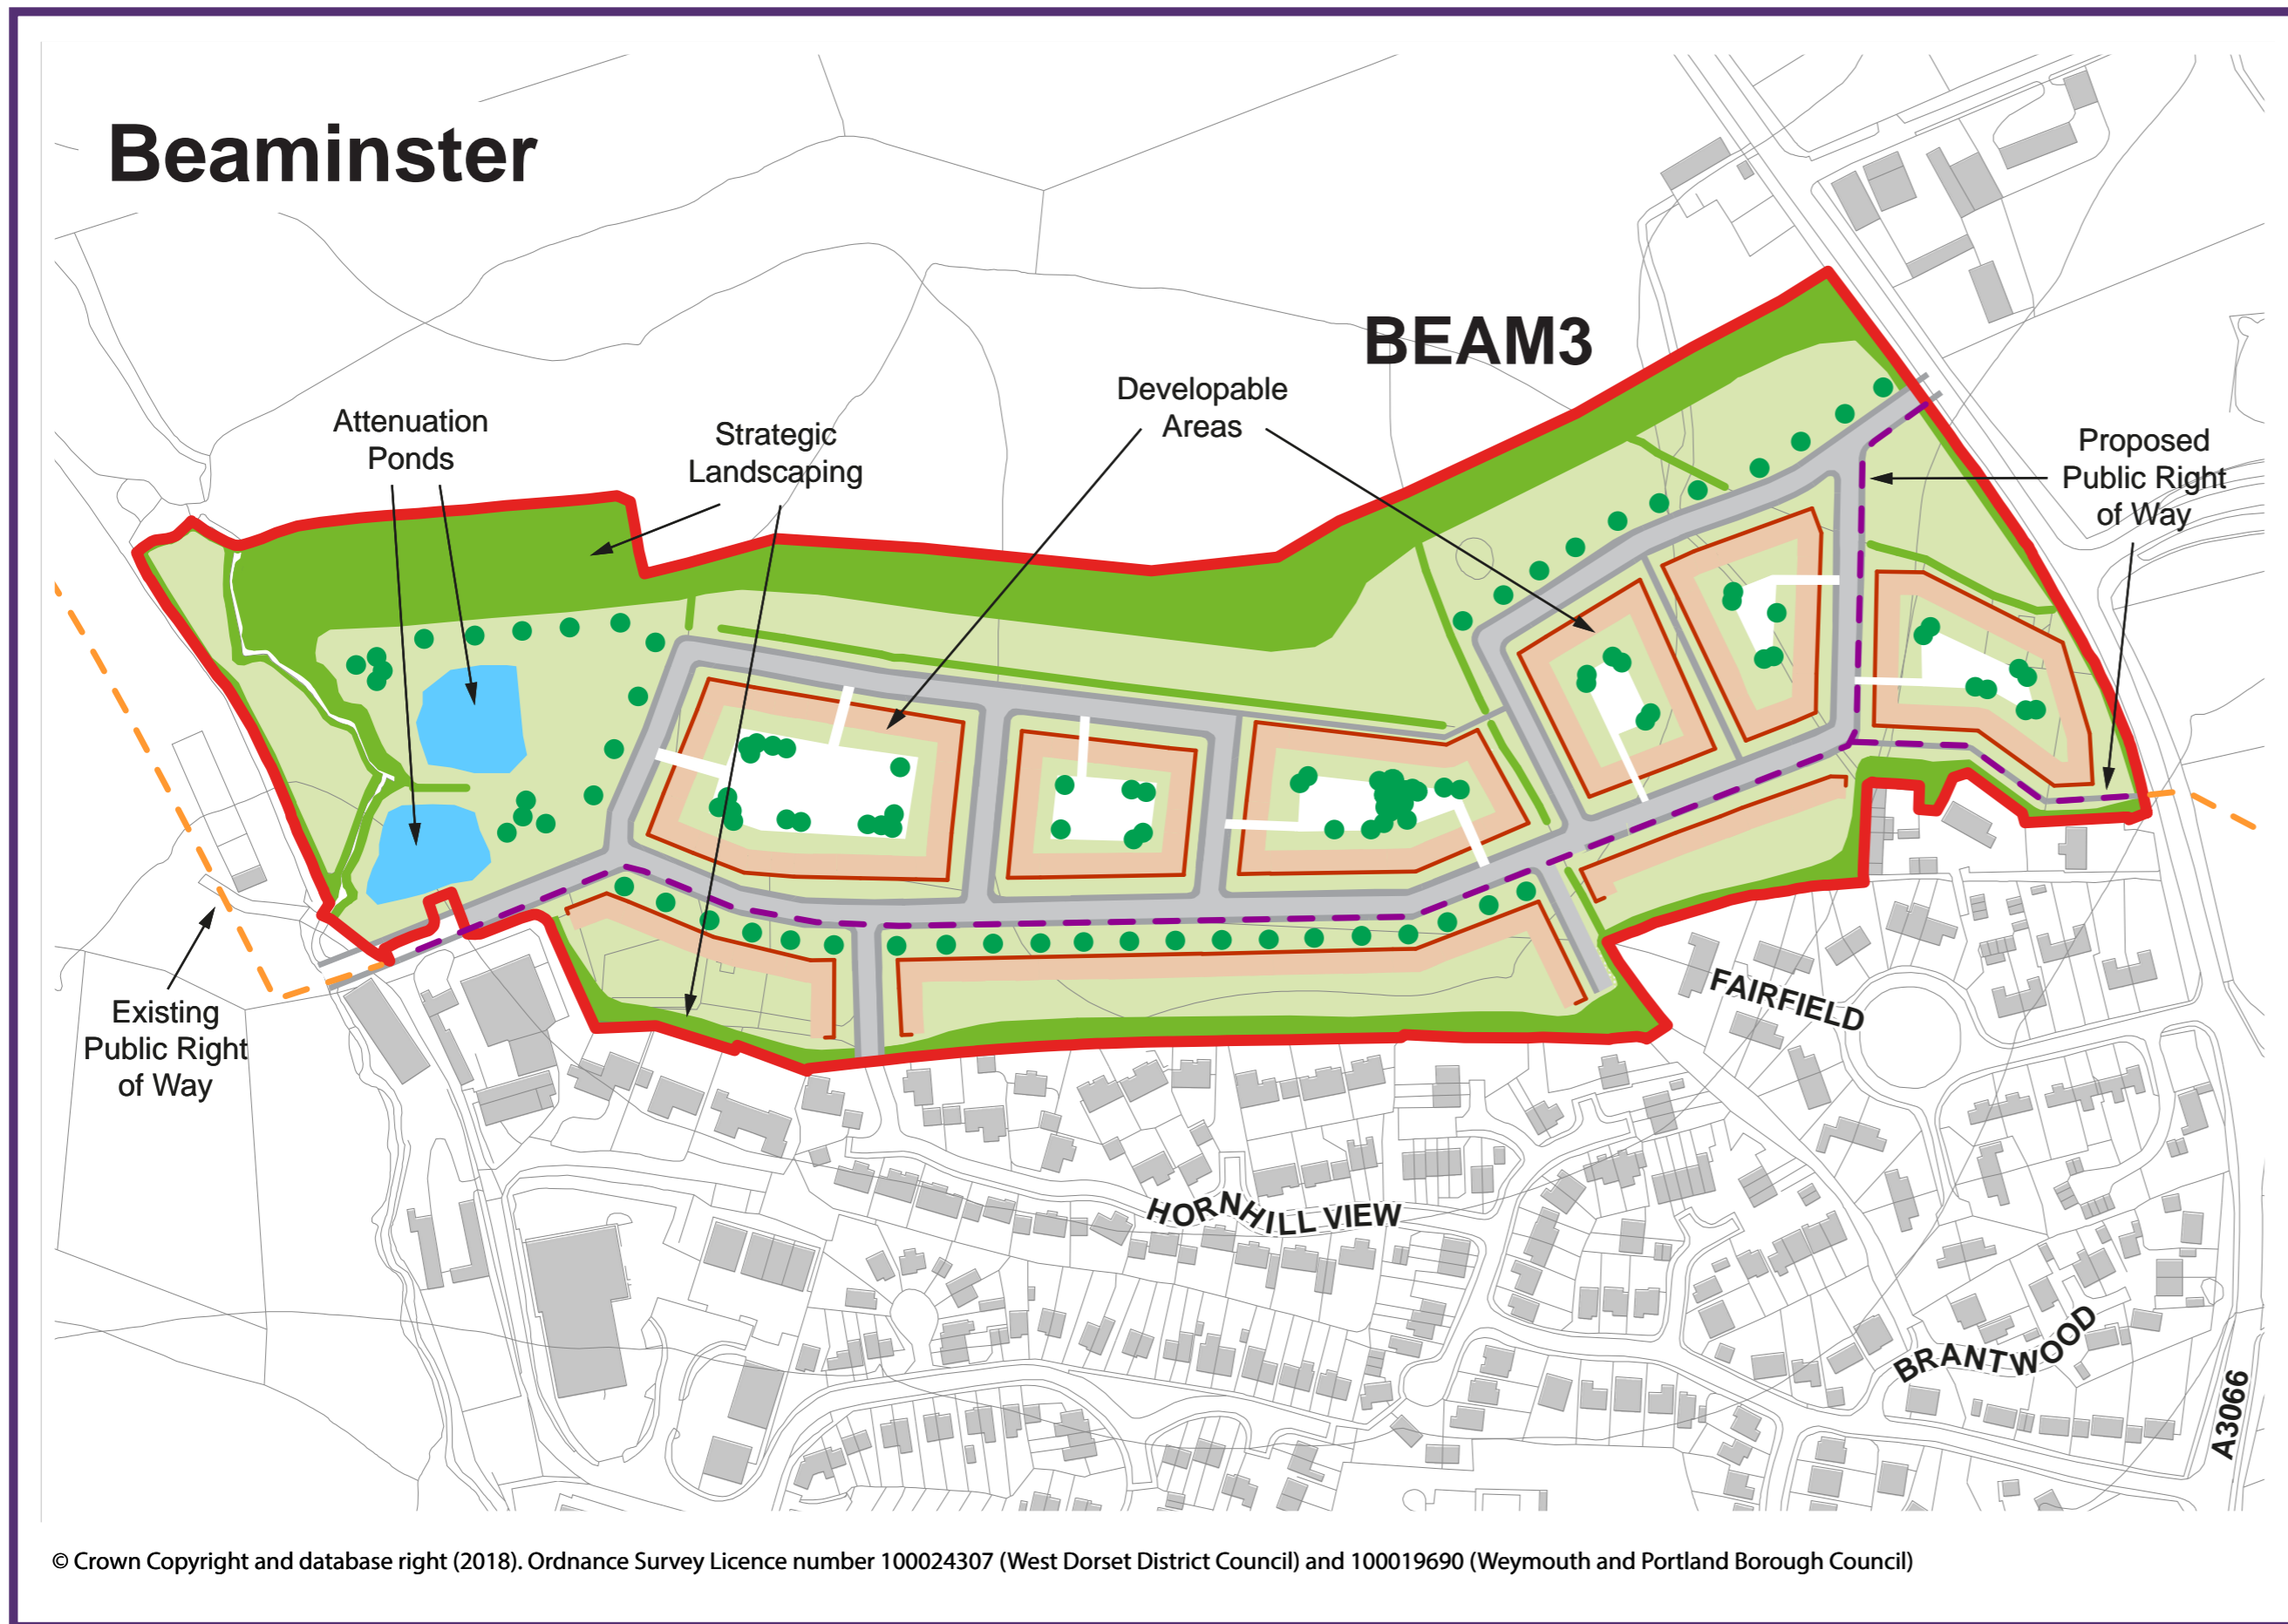 Beaminster
BEAM3
Developable
Areas
Attenuation
Ponds
Strategic
Landscaping
Proposed
Public Right
of Way
Existing
Public Right
of Way
FAIRFIELD
HORNHILL VIEW
BRANTWOOD
A3066
© Crown Copyright and database right (2018). Ordnance Survey Licence number 100024307 (West Dorset District Council) and 100019690 (Weymouth and Portland Borough Council)